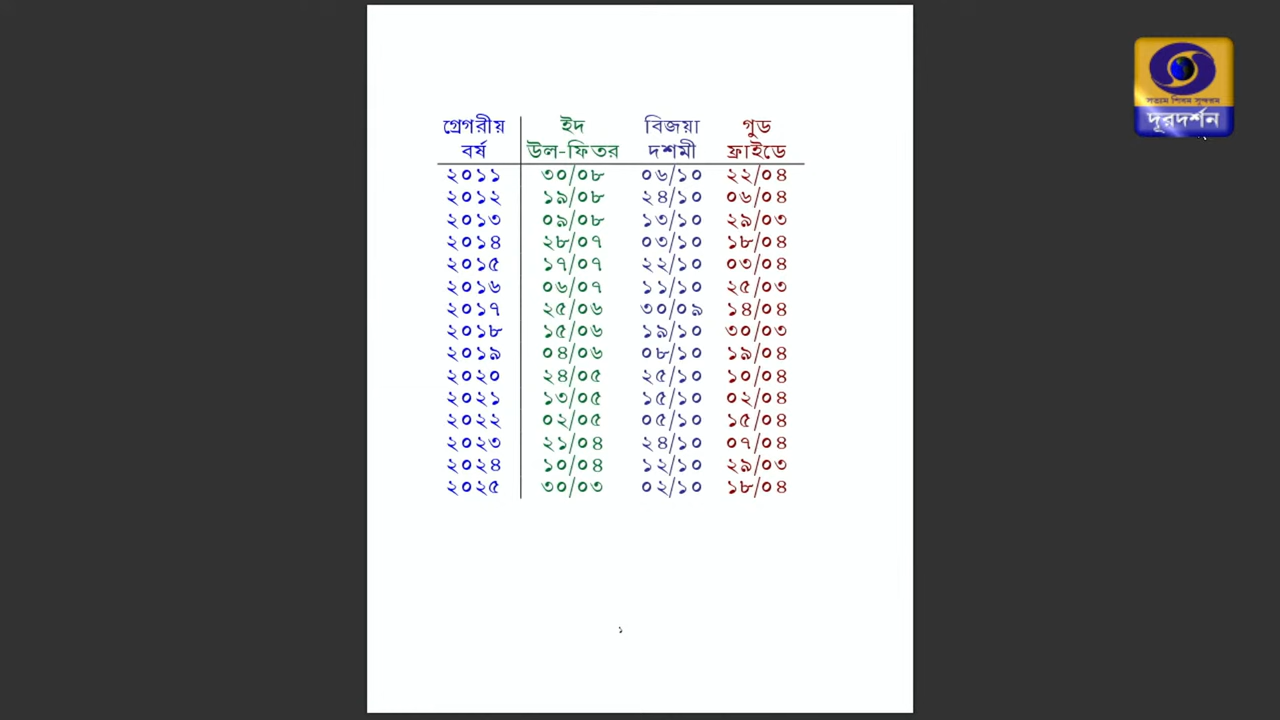 গ্রেগরীয় ইদ বিজয়া গুড
বর্ষ উল-ফিতর দশমী ফ্রাইডে
২০১১ ৩০/০৮ ০৬/১০ ২২/০৪
২০১২ ১৯/০৮ ২৪/১০ ০৬/০৪
২০১৩ ০৯/০৮ ১৩/১০ ২৯/০৩
২০১৪ ২৮/০৭ ০৩/১০ ১৮/০৪
২০১৫ ১৭/০৭ ২২/১০ ০৩/০৪
২০১৬ ০৬/০৭ ১১/১০ ২৫/০৩
২০১৭ ২৫/০৬ ৩০/০৯ ১৪/০৪
২০১৮ ১৫/০৬ ১৯/১০ ৩০/০৩
২০১৯ ০৪/০৬ ০৮/১০ ১৯/০৪
২০২০ ২৪/০৫ ২৫/১০ ১০/০৪
২০২১ ১৩/০৫ ১৫/১০ ০২/০৪
২০২২ ০২/০৫ ০৫/১০ ১৫/০৪
২০২৩ ২১/০৪ ২৪/১০ ০৭/০৪
২০২৪ ১০/০৪ ১২/১০ ২৯/০৩
২০২৫ ৩০/০৩ ০২/১০ ১৮/০৪
১
সত্যম শিবম সুন্দরম
দূরদর্শন